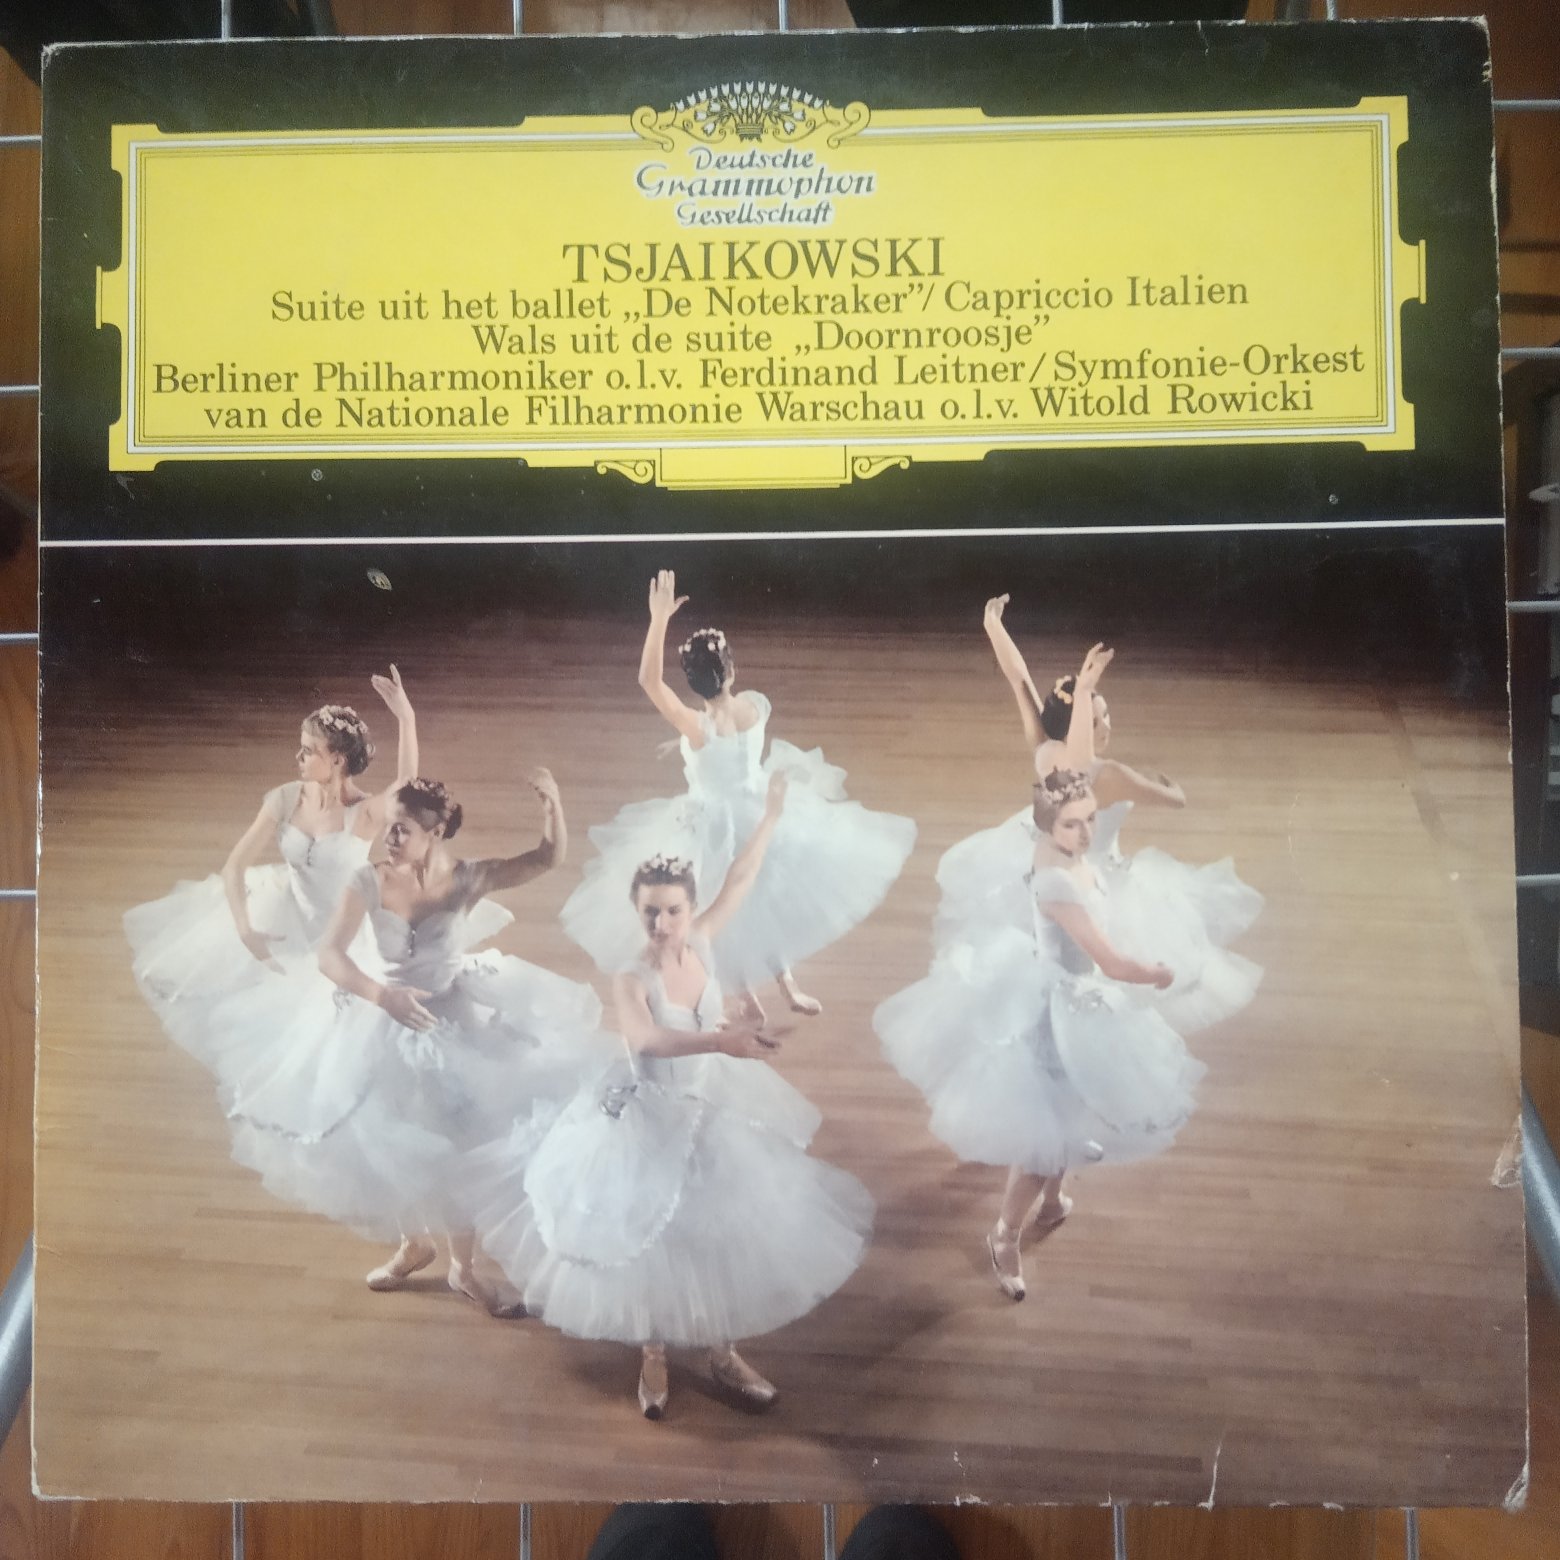 Deutsche
Grammophon
Gesellschaft
TSJAIKOWSKI
Suite uit het ballet „De Notekraker”/Capriccio Italien
Wals uit de suite „Doornroosje”
Berliner Philharmoniker o.l.v. Ferdinand Leitner/Symfonie-Orkest
van de Nationale Filharmonie Warschau o.l.v. Witold Rowicki